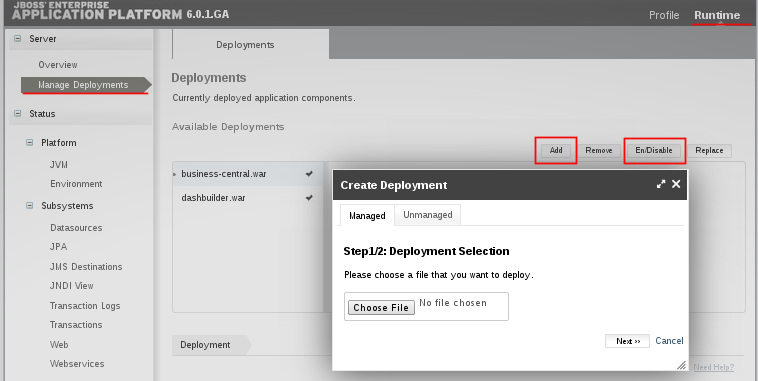 JBOSS' ENTERPRISE
APPLICATION PLATFORM 6.0.1.GA
Profile Runtime
Server
Overview
Manage Deployments
Status
Platform
JVM
Environment
Subsystems
Datasources
JPA
JMS Destinations
JNDI View
Transaction Logs
Transactions
Web
Webservices
Deployments
Deployments
Currently deployed application components.
Available Deployments
Add Remove En/Disable Replace
business-central.war
dashbuilder.war
Create Deployment
Managed Unmanaged
Step1/2: Deployment Selection
Please choose a file that you want to deploy.
Choose File No file chosen
Next ›› Cancel
Deployment
Need Help?